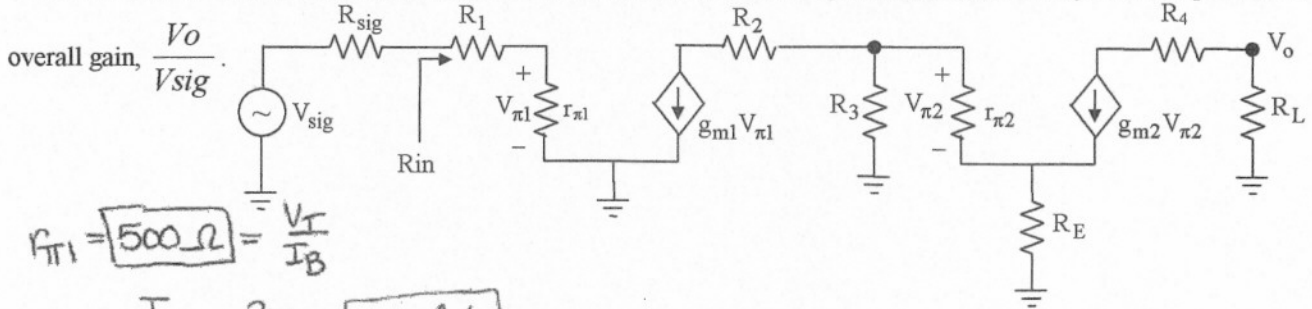 overall gain, Vo / Vsig .
Rsig
R1
Vsig
Rin
+
Vπ1
−
rπ1
gm1Vπ1
R2
R3
+
Vπ2
−
rπ2
RE
gm2Vπ2
R4
Vo
RL
rπ1 = 500 Ω = VT / IB